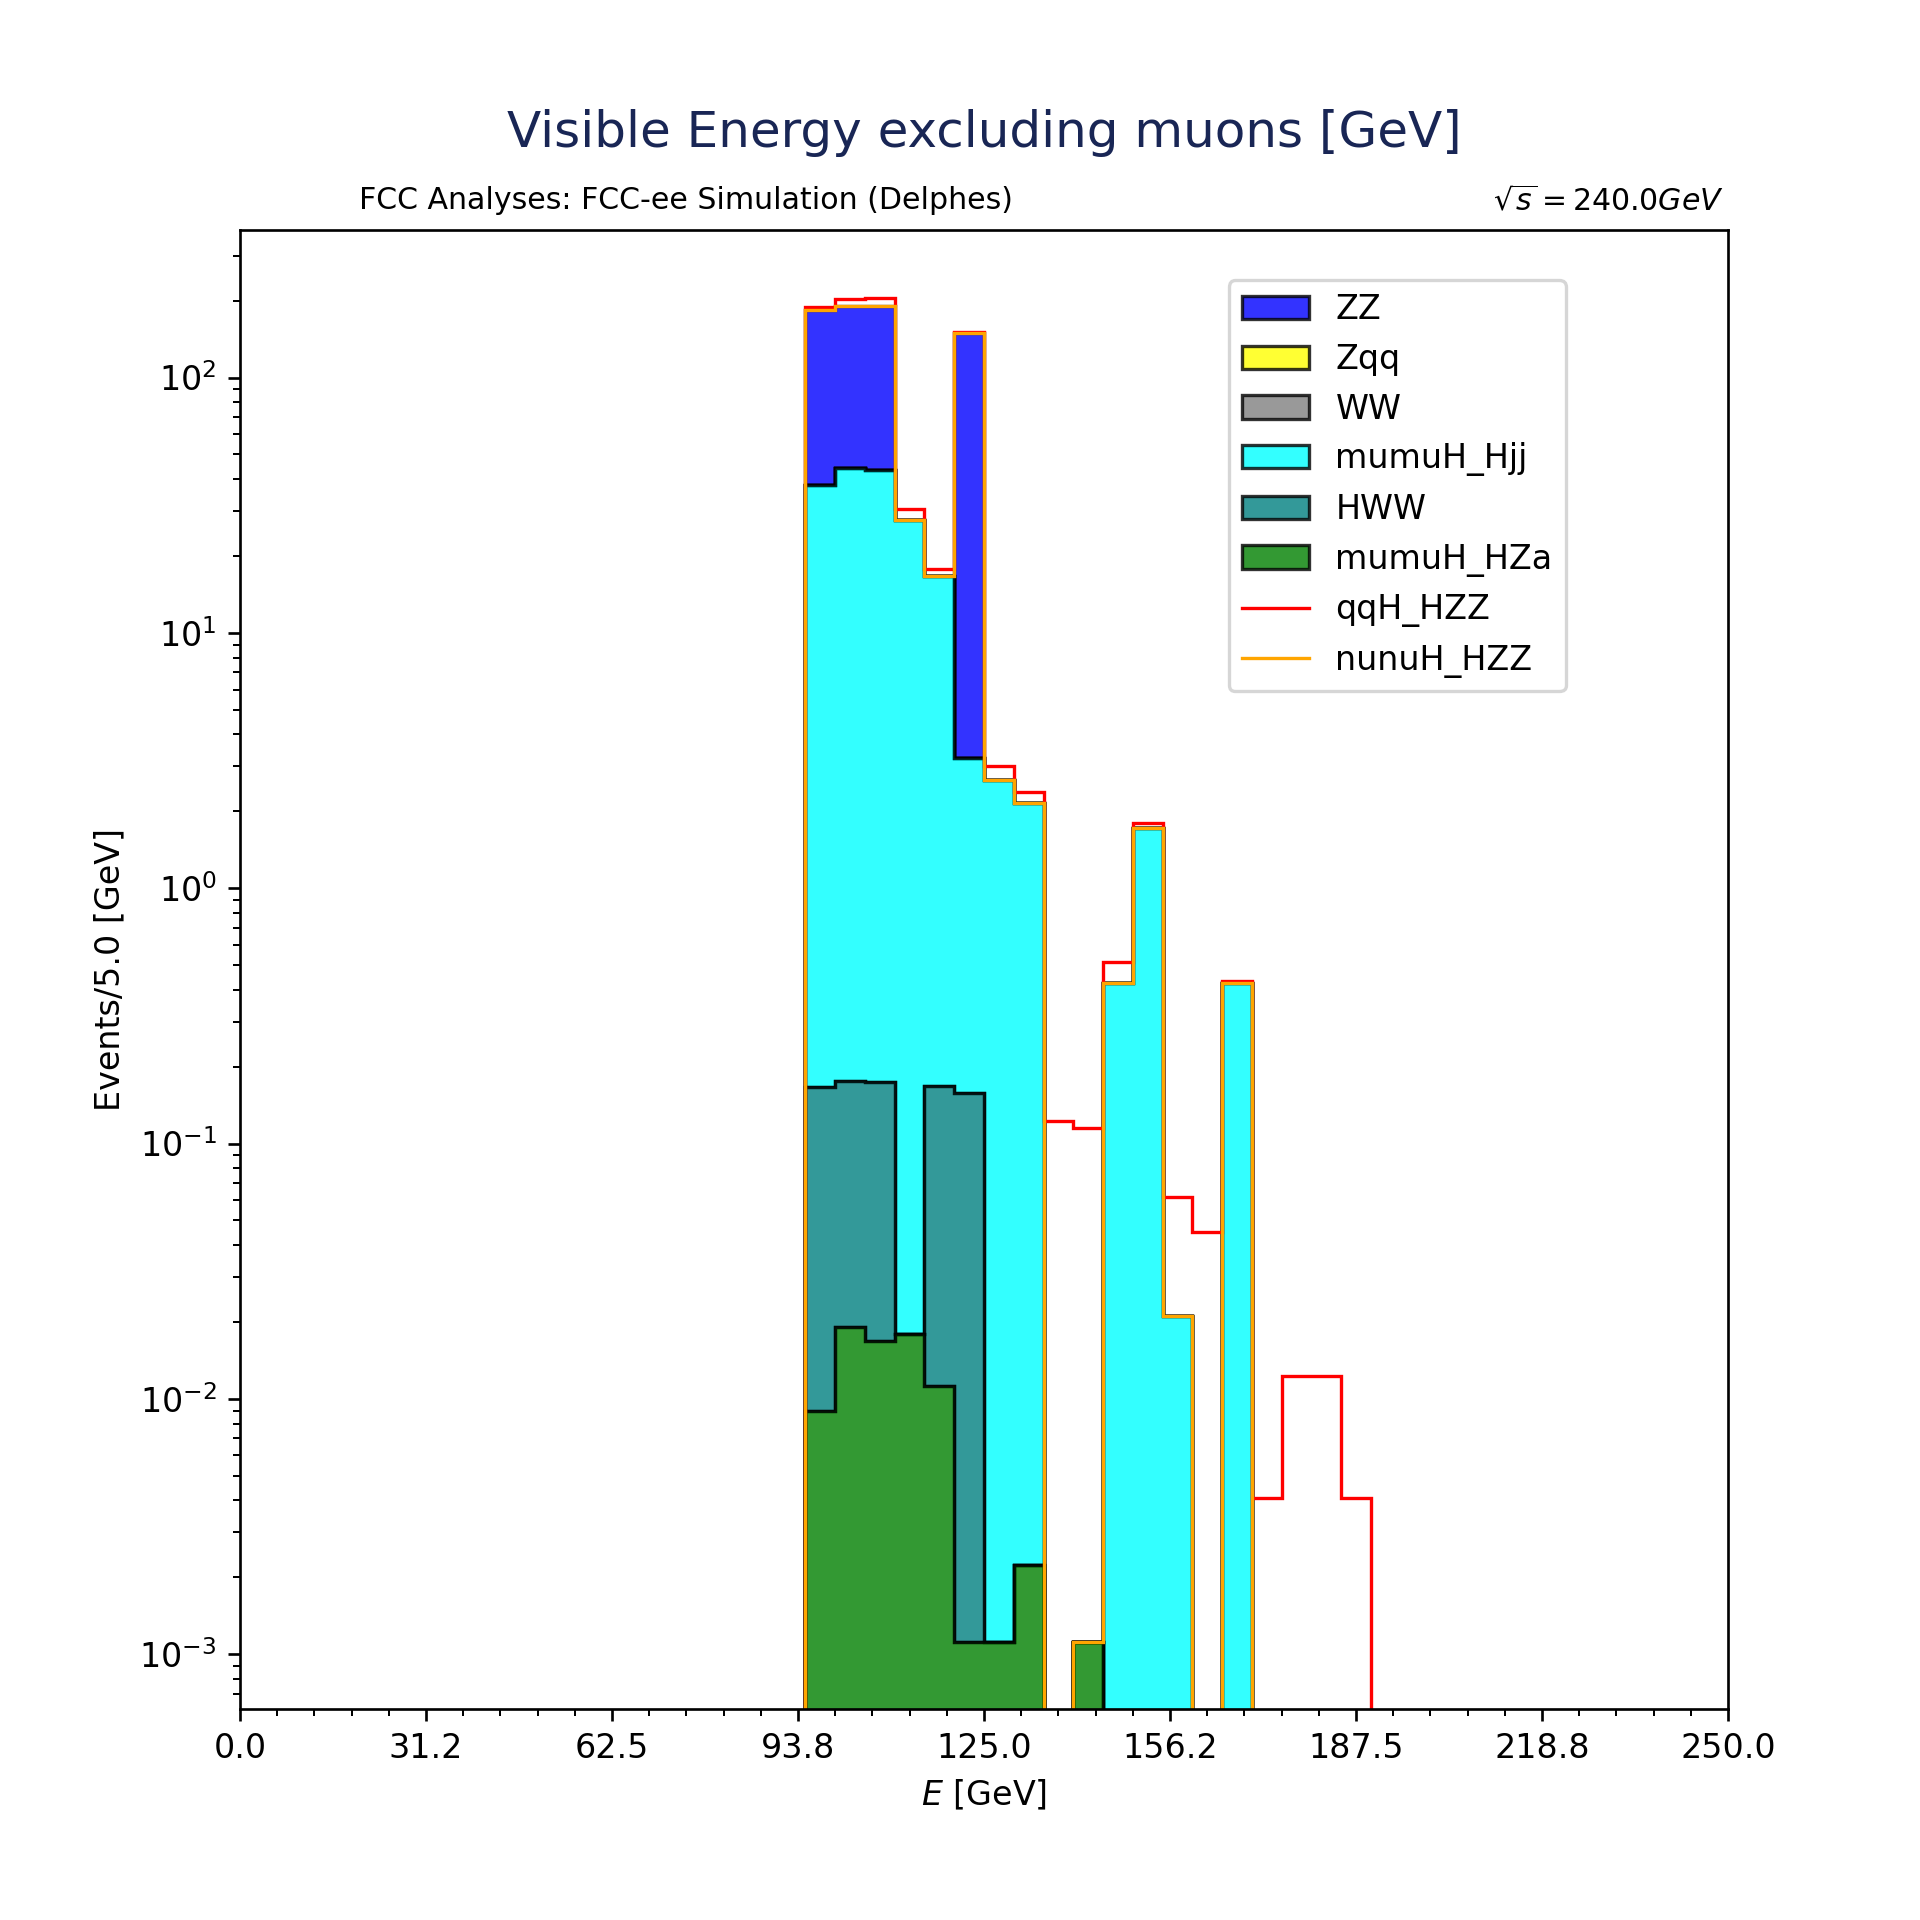 Visible Energy excluding muons [GeV]
FCC Analyses: FCC-ee Simulation (Delphes)
√s = 240.0GeV
ZZ
Zqq
WW
mumuH_Hjj
HWW
mumuH_HZa
qqH_HZZ
nunuH_HZZ
Events/5.0 [GeV]
10²
10¹
10⁰
10⁻¹
10⁻²
10⁻³
0.0 31.2 62.5 93.8 125.0 156.2 187.5 218.8 250.0
E [GeV]